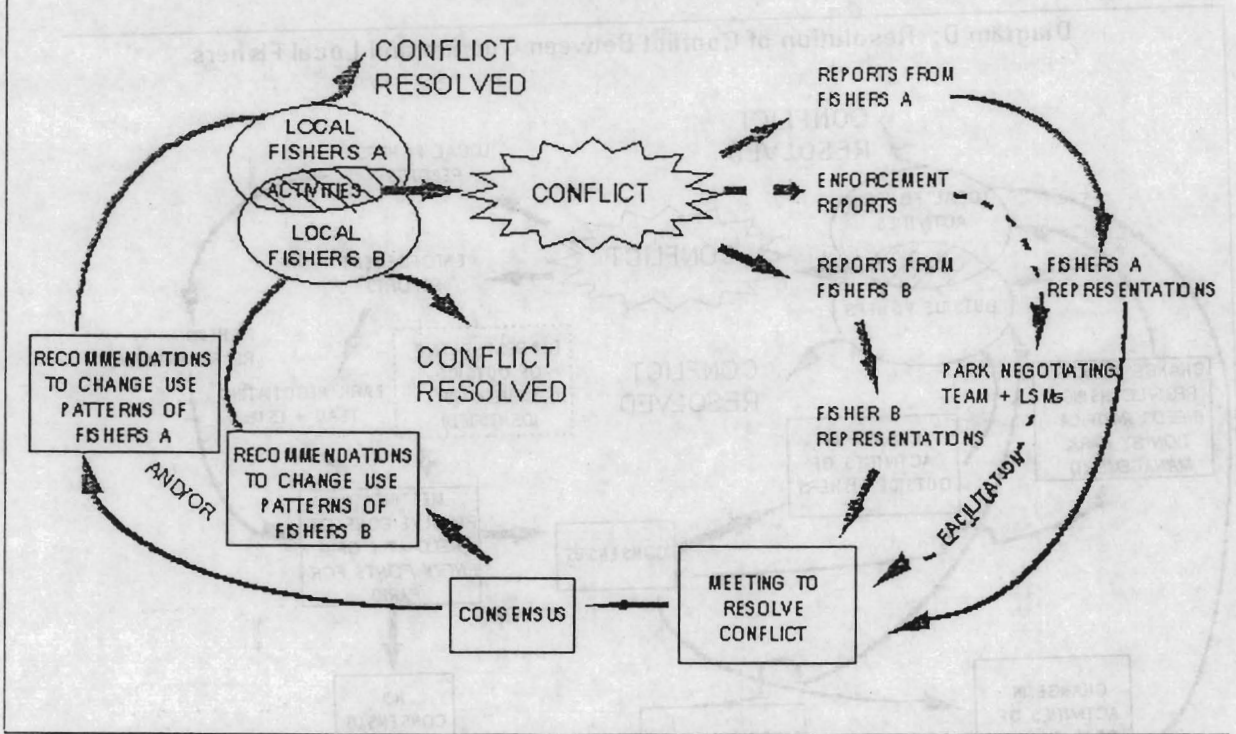 CONFLICT
RESOLVED
LOCAL
FISHERS A
ACTIVITIES
LOCAL
FISHERS B
CONFLICT
REPORTS FROM
FISHERS A
ENFORCEMENT
REPORTS
REPORTS FROM
FISHERS B
FISHERS A
REPRESENTATIONS
CONFLICT
RESOLVED
PARK NEGOTIATING
TEAM + LSMs
FISHER B
REPRESENTATIONS
FACILITATION
RECOMMENDATIONS
TO CHANGE USE
PATTERNS OF
FISHERS A
AND/OR
RECOMMENDATIONS
TO CHANGE USE
PATTERNS OF
FISHERS B
CONSENSUS
MEETING TO
RESOLVE
CONFLICT